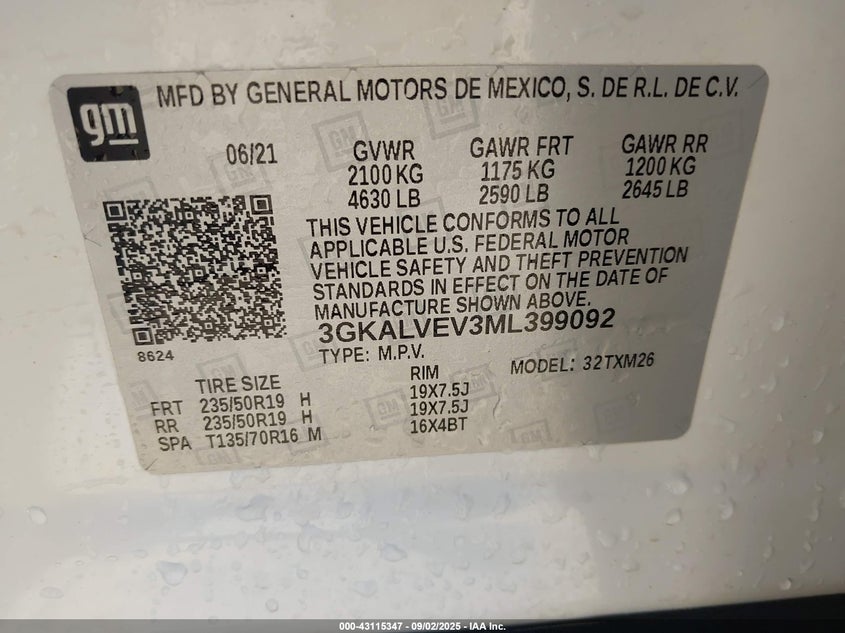 gm
MFD BY GENERAL MOTORS DE MEXICO, S. DE R.L. DE C.V.
06/21 GVWR GAWR FRT GAWR RR
2100 KG 1175 KG 1200 KG
4630 LB 2590 LB 2645 LB
THIS VEHICLE CONFORMS TO ALL
APPLICABLE U.S. FEDERAL MOTOR
VEHICLE SAFETY AND THEFT PREVENTION
STANDARDS IN EFFECT ON THE DATE OF
MANUFACTURE SHOWN ABOVE.
3GKALVEV3ML399092
8624
TYPE: M.P.V. MODEL: 32TXM26
TIRE SIZE RIM
FRT 235/50R19 H 19X7.5J
RR 235/50R19 H 19X7.5J
SPA T135/70R16 M 16X4BT
000-43115347 - 09/02/2025 - IAA Inc.